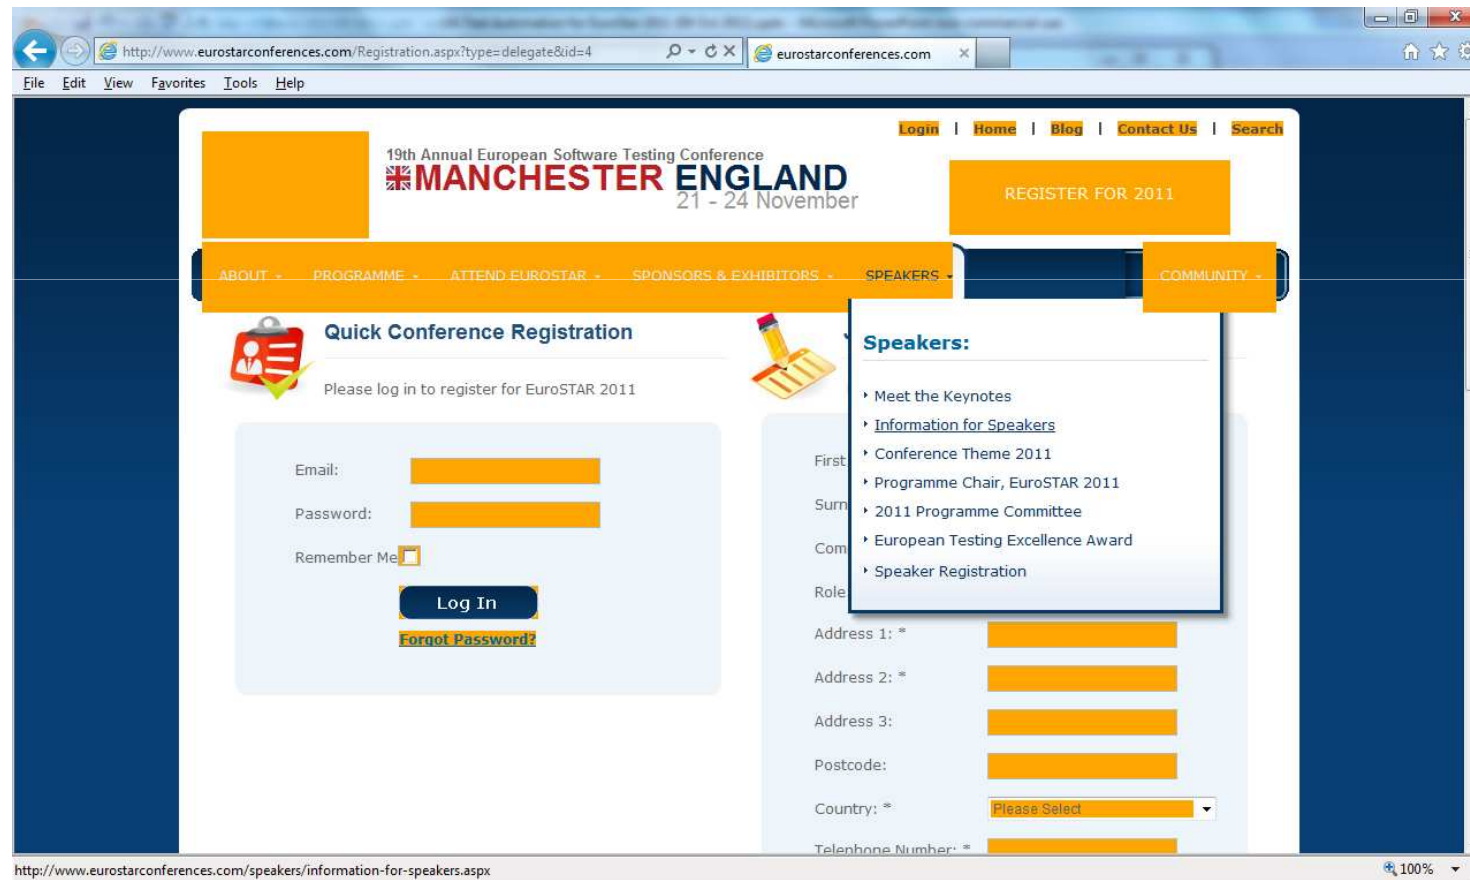 http://www.eurostarconferences.com/Registration.aspx?type=delegate&id=4
eurostarconferences.com
File Edit View Favorites Tools Help
Login | Home | Blog | Contact Us | Search
19th Annual European Software Testing Conference
MANCHESTER ENGLAND
21 - 24 November
REGISTER FOR 2011
ABOUT PROGRAMME ATTEND EUROSTAR SPONSORS & EXHIBITORS SPEAKERS COMMUNITY
Quick Conference Registration
Please log in to register for EuroSTAR 2011
Email:
Password:
Remember Me
Log In
Forgot Password?
Speakers:
Meet the Keynotes
Information for Speakers
Conference Theme 2011
Programme Chair, EuroSTAR 2011
2011 Programme Committee
European Testing Excellence Award
Speaker Registration
First
Surn
Com
Role
Address 1: *
Address 2: *
Address 3:
Postcode:
Country: * Please Select
Telephone Number: *
http://www.eurostarconferences.com/speakers/information-for-speakers.aspx
100%